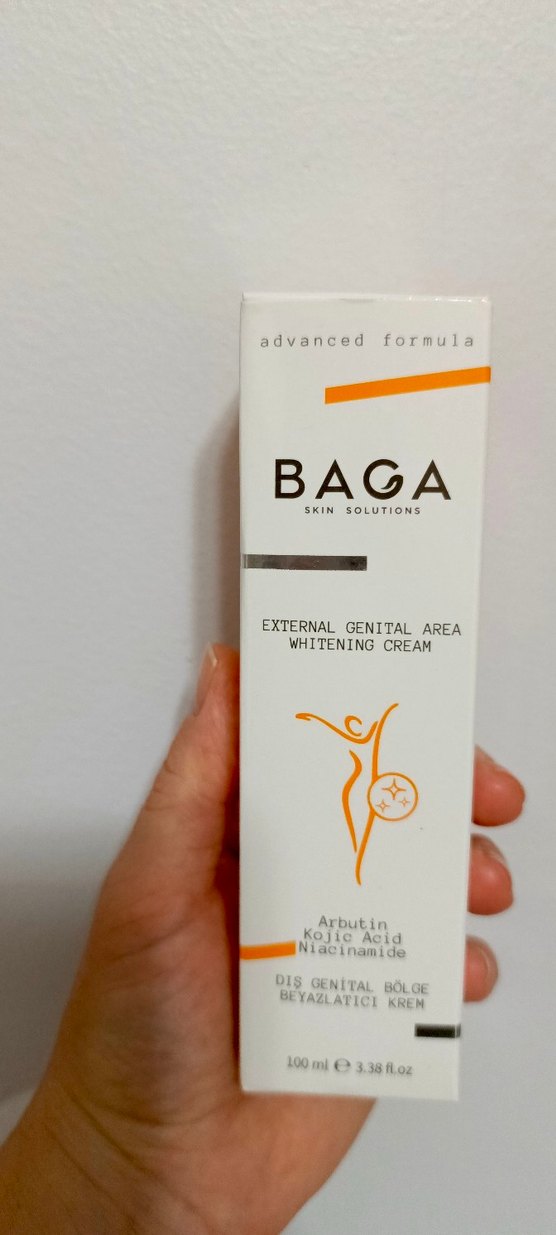 advanced formula
BAGA
SKIN SOLUTIONS
EXTERNAL GENITAL AREA
WHITENING CREAM
Arbutin
Kojic Acid
Niacinamide
DIŞ GENİTAL BÖLGE
BEYAZLATICI KREM
100 ml ℮ 3.38 fl.oz